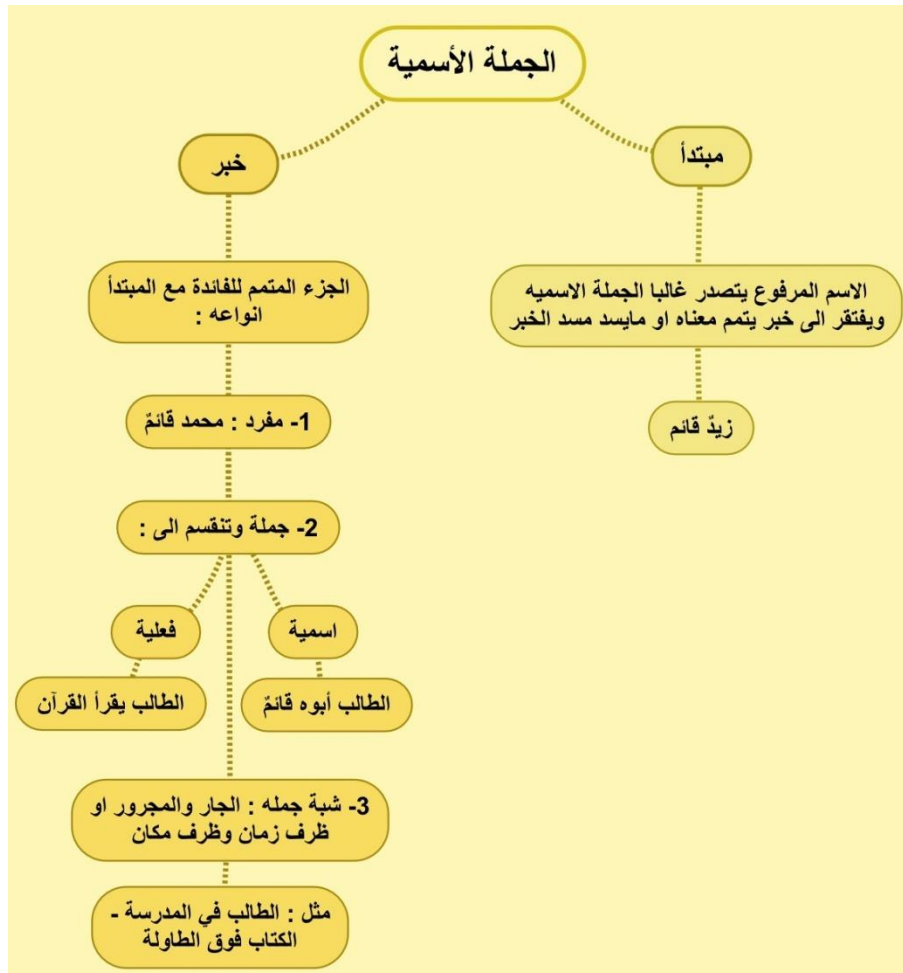 الجملة الأسمية
مبتدأ
الاسم المرفوع يتصدر غالبا الجملة الاسميه
ويفتقر الى خبر يتمم معناه او مايسد مسد الخبر
زيدٌ قائم
خبر
الجزء المتمم للفائدة مع المبتدأ
انواعه :
1- مفرد : محمد قائمٌ
2- جملة وتنقسم الى :
اسمية
الطالب أبوه قائمٌ
فعلية
الطالب يقرأ القرآن
3- شبة جمله : الجار والمجرور او
ظرف زمان وظرف مكان
مثل : الطالب في المدرسة -
الكتاب فوق الطاولة